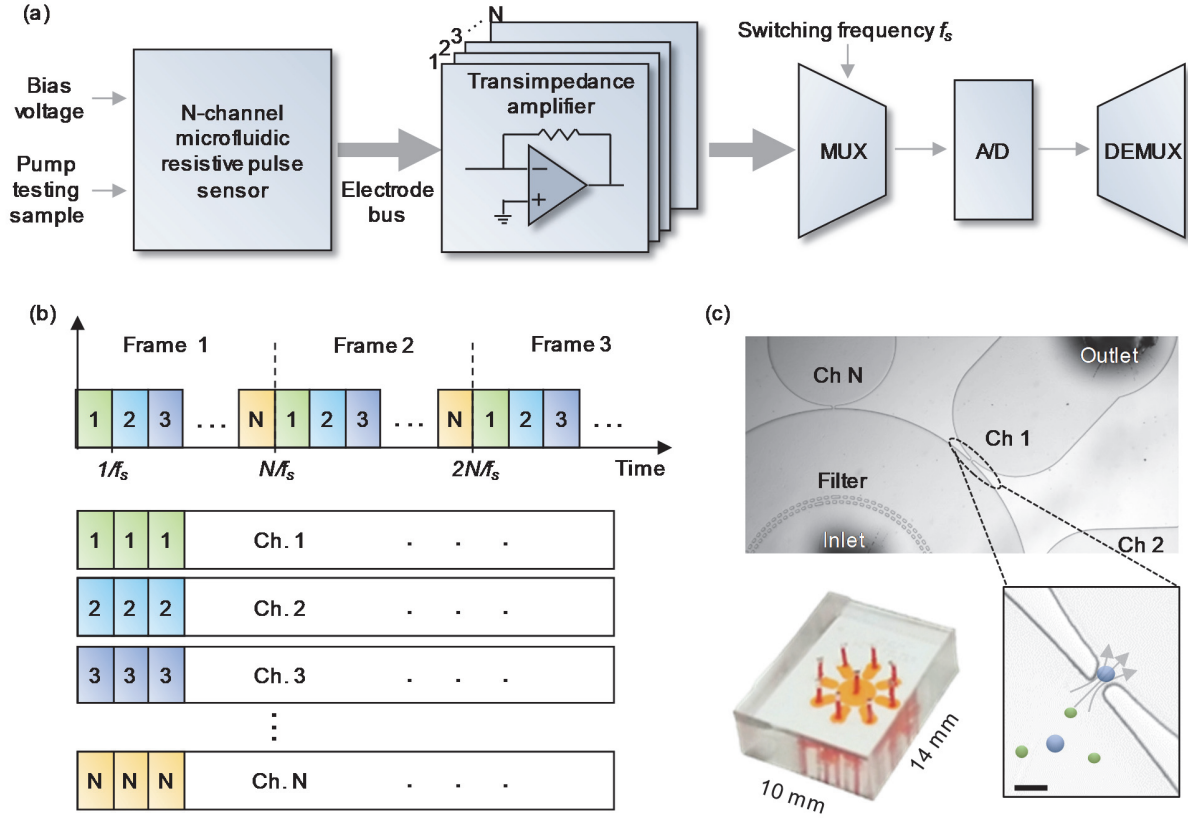 (a)
Bias
voltage
Pump
testing
sample
N-channel
microfluidic
resistive pulse
sensor
Electrode
bus
1 2 3 ..... N
Transimpedance
amplifier
−
+
Switching frequency fs
MUX
A/D
DEMUX
(b)
Frame 1 Frame 2 Frame 3
1 2 3 ... N 1 2 3 ... N 1 2 3 ...
1/fs N/fs 2N/fs Time
1 1 1 Ch. 1 . . .
2 2 2 Ch. 2 . . .
3 3 3 Ch. 3 . . .
N N N Ch. N . . .
(c)
Outlet
Ch N
Ch 1
Filter
Inlet
Ch 2
14 mm
10 mm